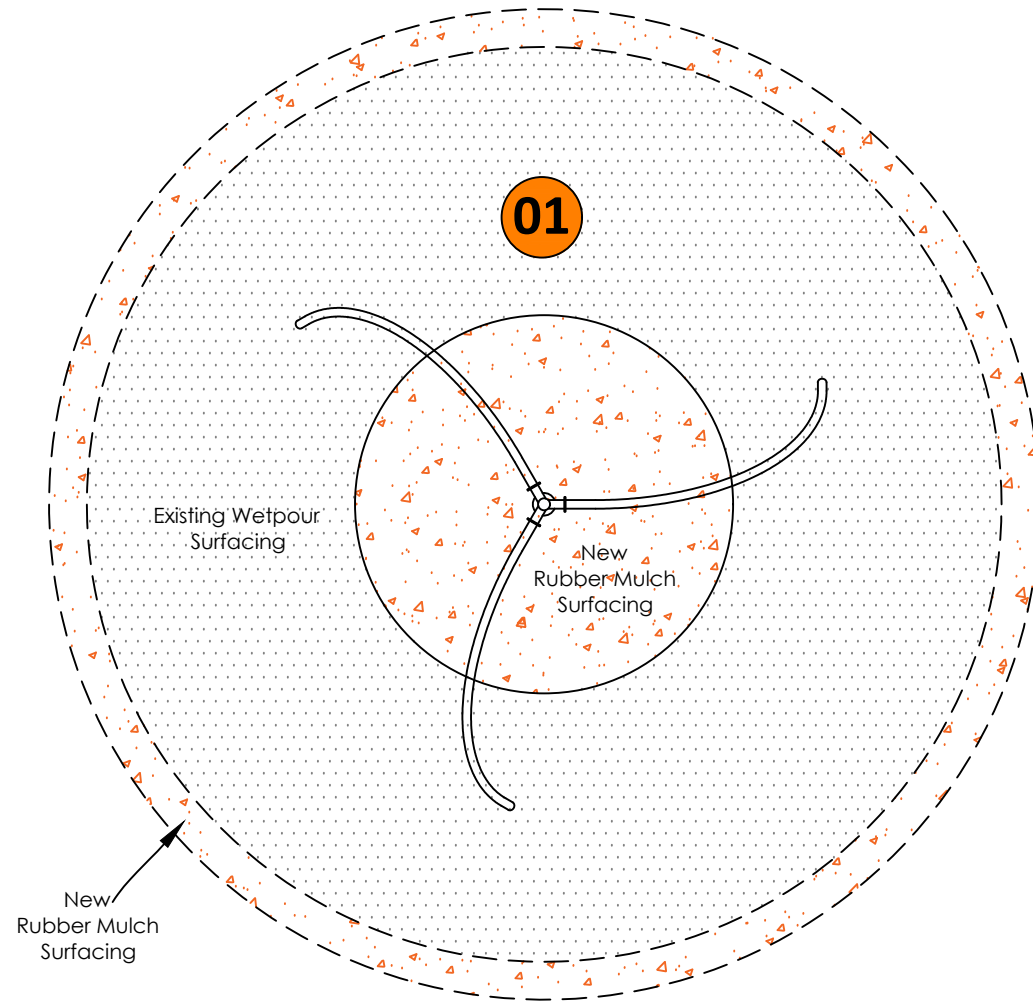 01
Existing Wetpour
Surfacing
New
Rubber Mulch
Surfacing
New
Rubber Mulch
Surfacing